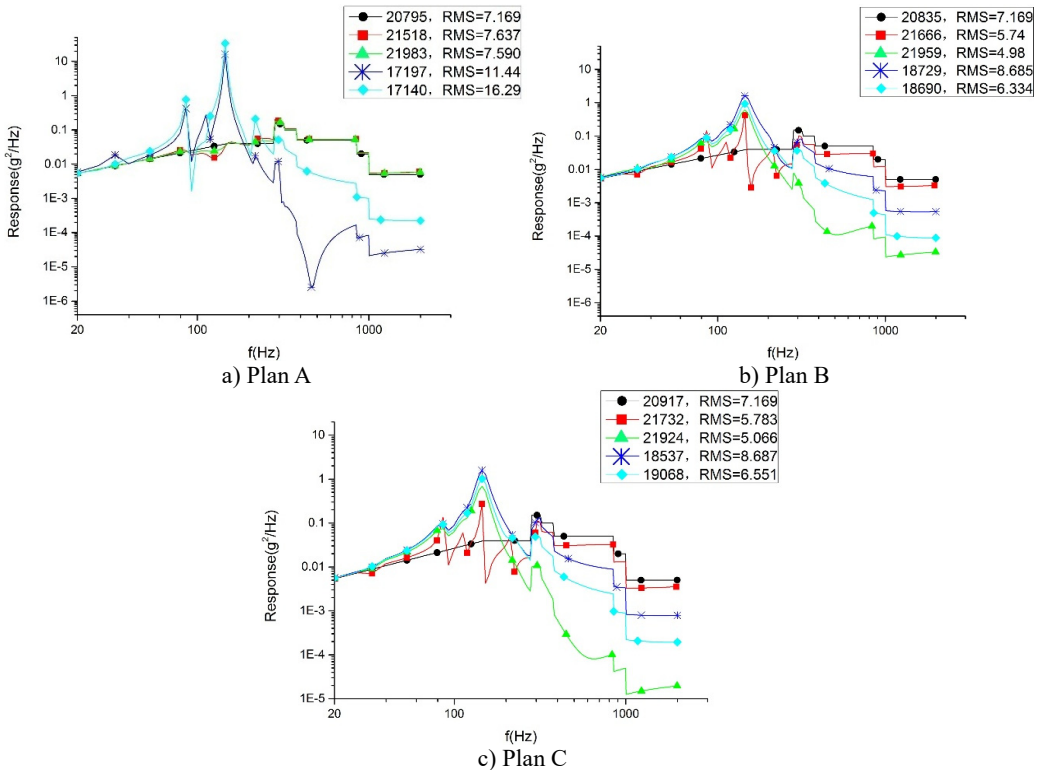 20795，RMS=7.169
21518，RMS=7.637
21983，RMS=7.590
17197，RMS=11.44
17140，RMS=16.29
10
1
0.1
0.01
1E-3
1E-4
1E-5
1E-6
Response(g²/Hz)
20
100
1000
f(Hz)
a) Plan A
20835，RMS=7.169
21666，RMS=5.74
21959，RMS=4.98
18729，RMS=8.685
18690，RMS=6.334
10
1
0.1
0.01
1E-3
1E-4
1E-5
1E-6
Response(g²/Hz)
20
100
1000
f(Hz)
b) Plan B
20917，RMS=7.169
21732，RMS=5.783
21924，RMS=5.066
18537，RMS=8.687
19068，RMS=6.551
10
1
0.1
0.01
1E-3
1E-4
1E-5
Response(g²/Hz)
20
100
1000
f(Hz)
c) Plan C